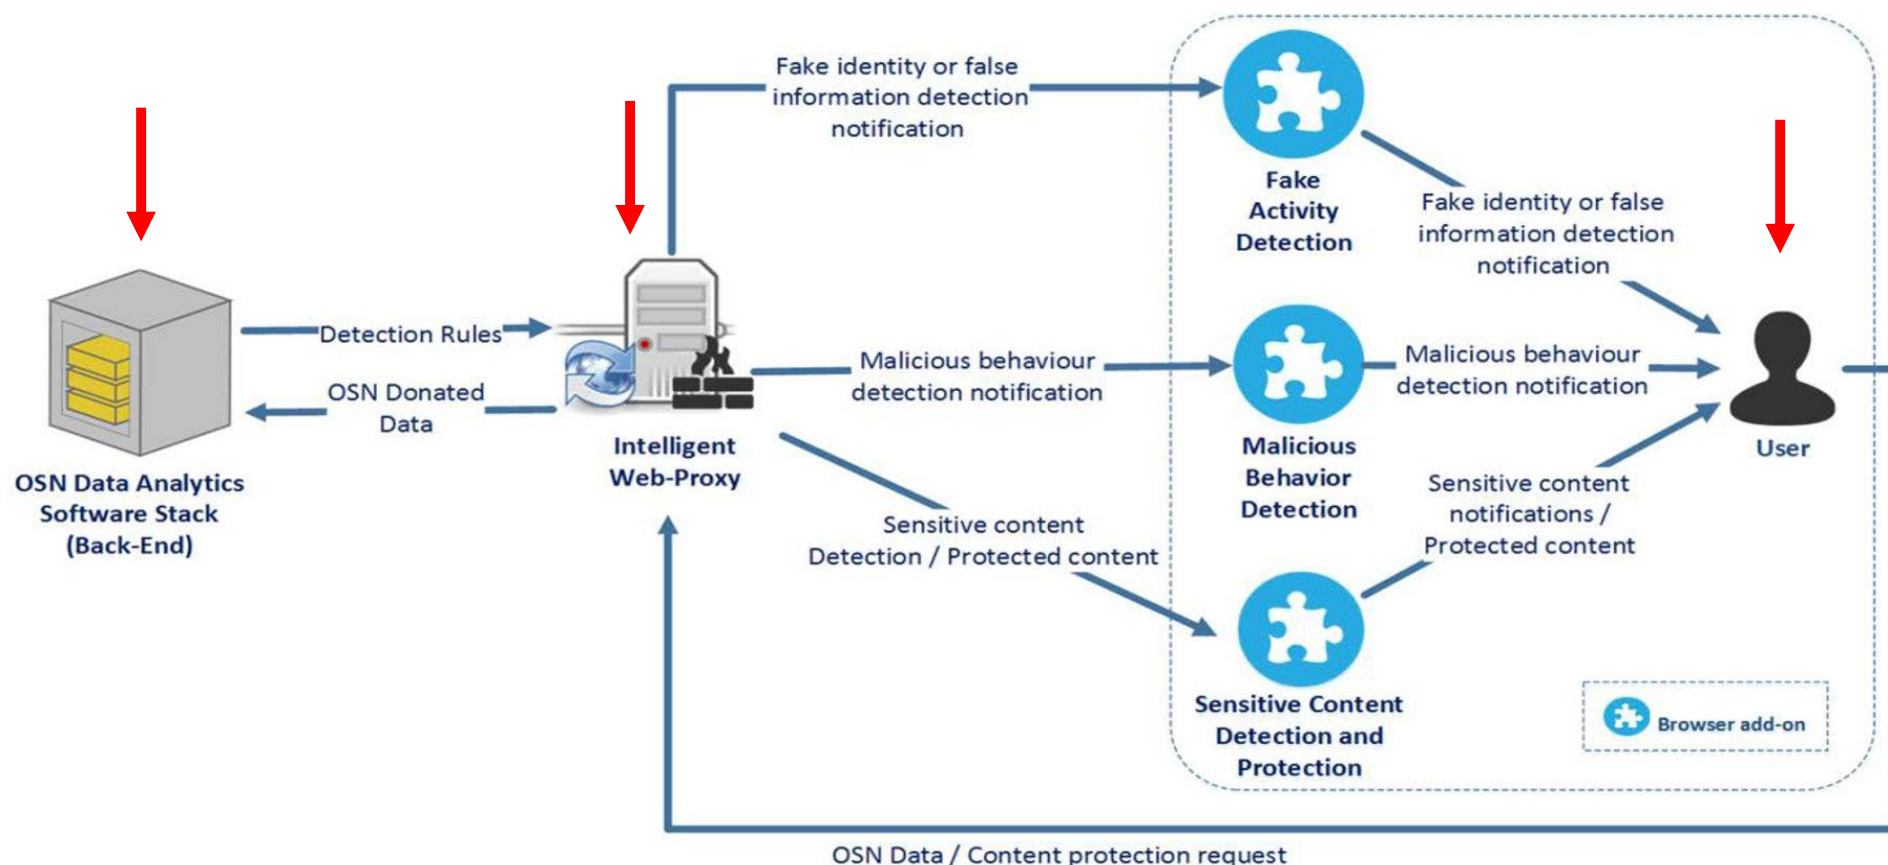 Fake identity or false
information detection
notification
Fake
Activity
Detection
Fake identity or false
information detection
notification
Detection Rules
OSN Donated
Data
OSN Data Analytics
Software Stack
(Back-End)
Intelligent
Web-Proxy
Malicious behaviour
detection notification
Malicious
Behavior
Detection
Malicious behaviour
detection notification
User
Sensitive content
Detection / Protected content
Sensitive content
notifications /
Protected content
Sensitive Content
Detection and
Protection
Browser add-on
OSN Data / Content protection request